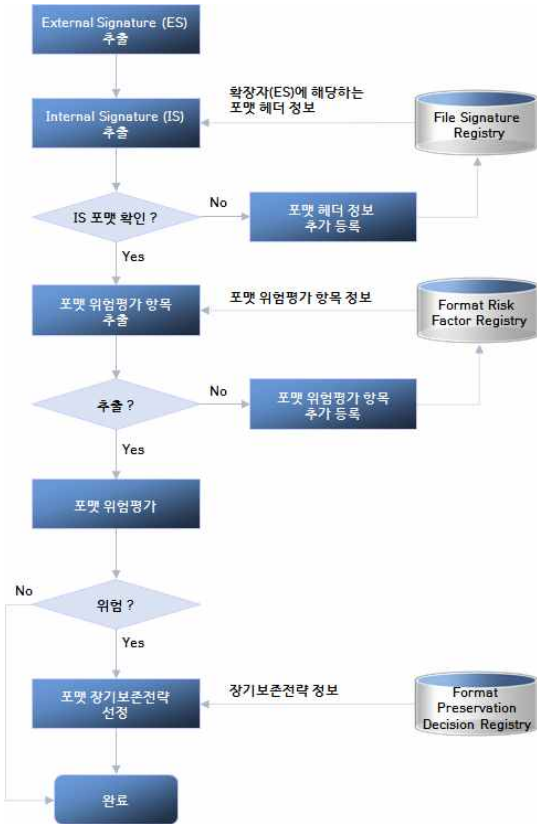 External Signature (ES)
추출
확장자(ES)에 해당하는
포맷 헤더 정보
Internal Signature (IS)
추출
File Signature
Registry
IS 포맷 확인 ?
No
포맷 헤더 정보
추가 등록
Yes
포맷 위험평가 항목
추출
포맷 위험평가 항목 정보
Format Risk
Factor Registry
추출 ?
No
포맷 위험평가 항목
추가 등록
Yes
포맷 위험평가
No
위험 ?
Yes
포맷 장기보존전략
선정
장기보존전략 정보
Format
Preservation
Decision Registry
완료